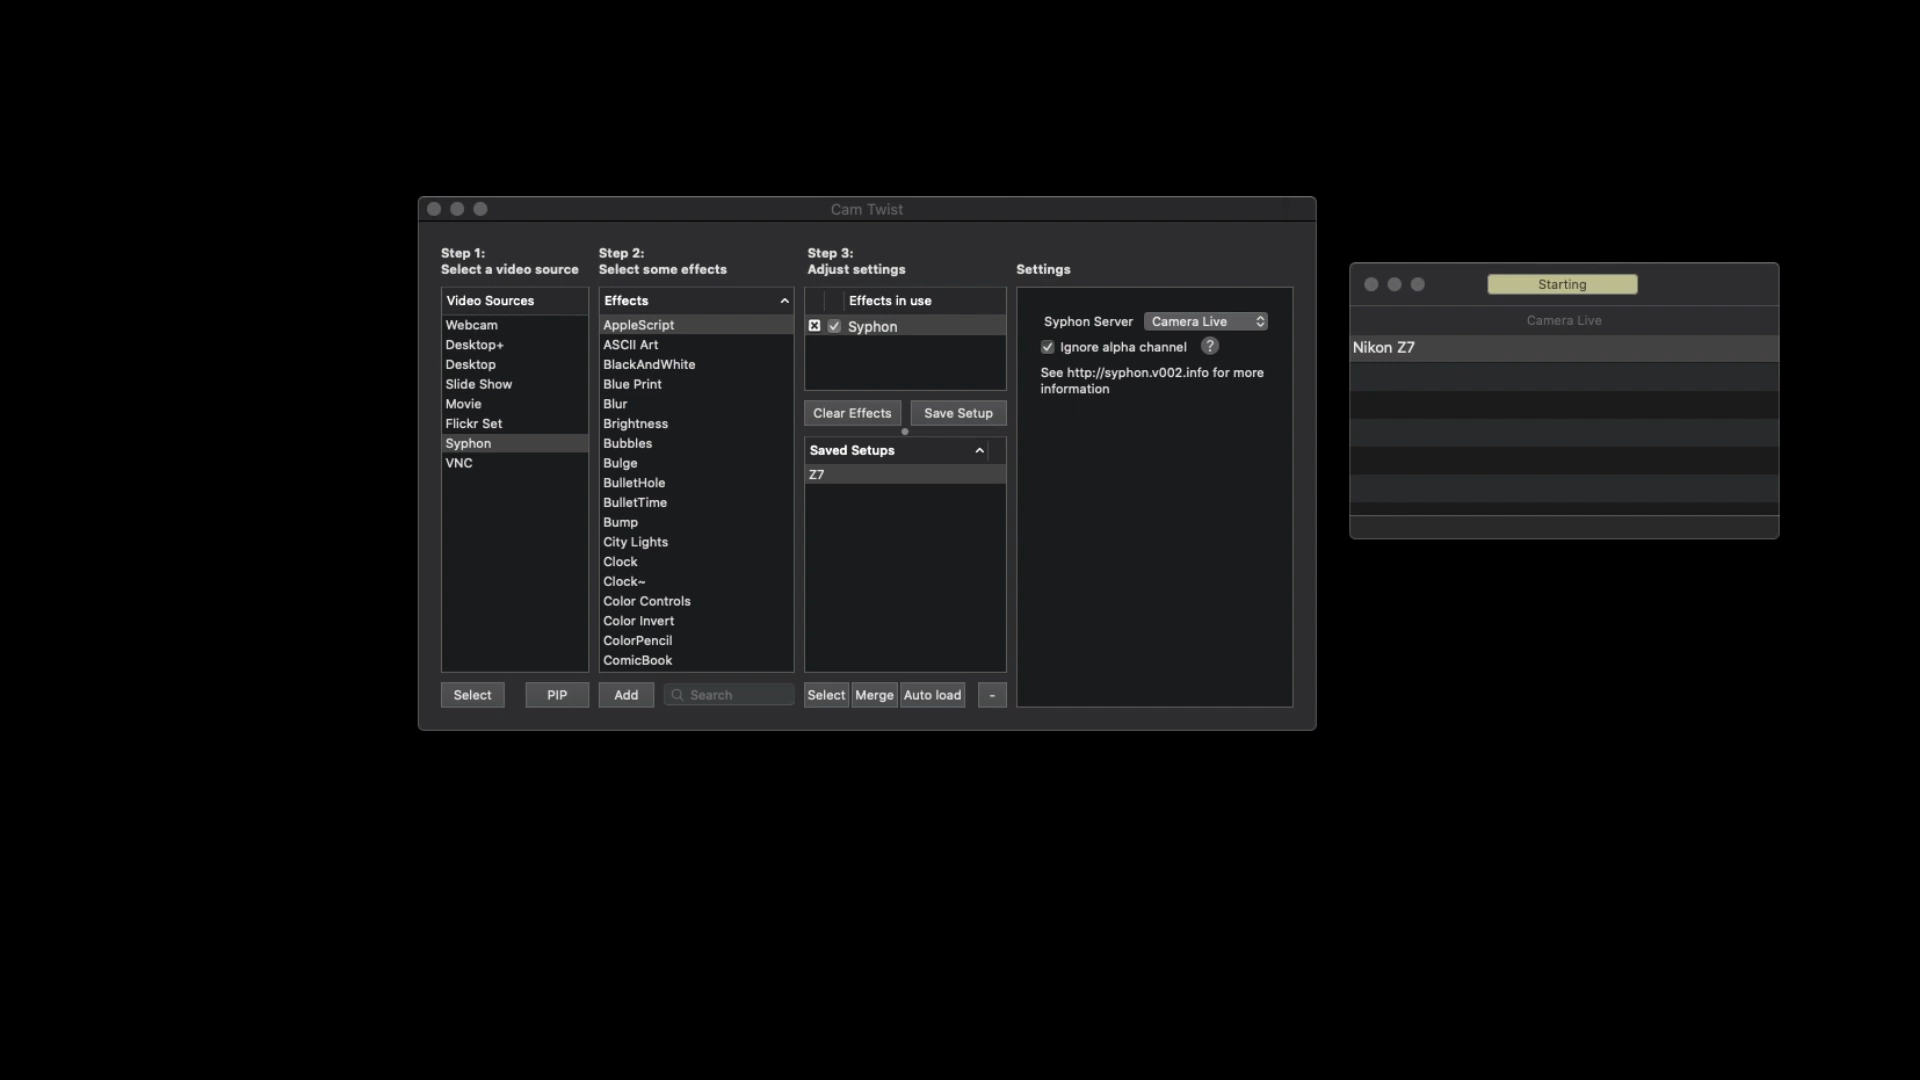 Cam Twist
Step 1:
Select a video source
Step 2:
Select some effects
Step 3:
Adjust settings
Settings
Video Sources
Webcam
Desktop+
Desktop
Slide Show
Movie
Flickr Set
Syphon
VNC
Select
PIP
Effects
AppleScript
ASCII Art
BlackAndWhite
Blue Print
Blur
Brightness
Bubbles
Bulge
BulletHole
BulletTime
Bump
City Lights
Clock
Clock~
Color Controls
Color Invert
ColorPencil
ComicBook
Add
Search
Effects in use
Syphon
Clear Effects
Save Setup
Saved Setups
Z7
Select
Merge
Auto load
-
Syphon Server
Camera Live
Ignore alpha channel
?
See http://syphon.v002.info for more
information
Starting
Camera Live
Nikon Z7